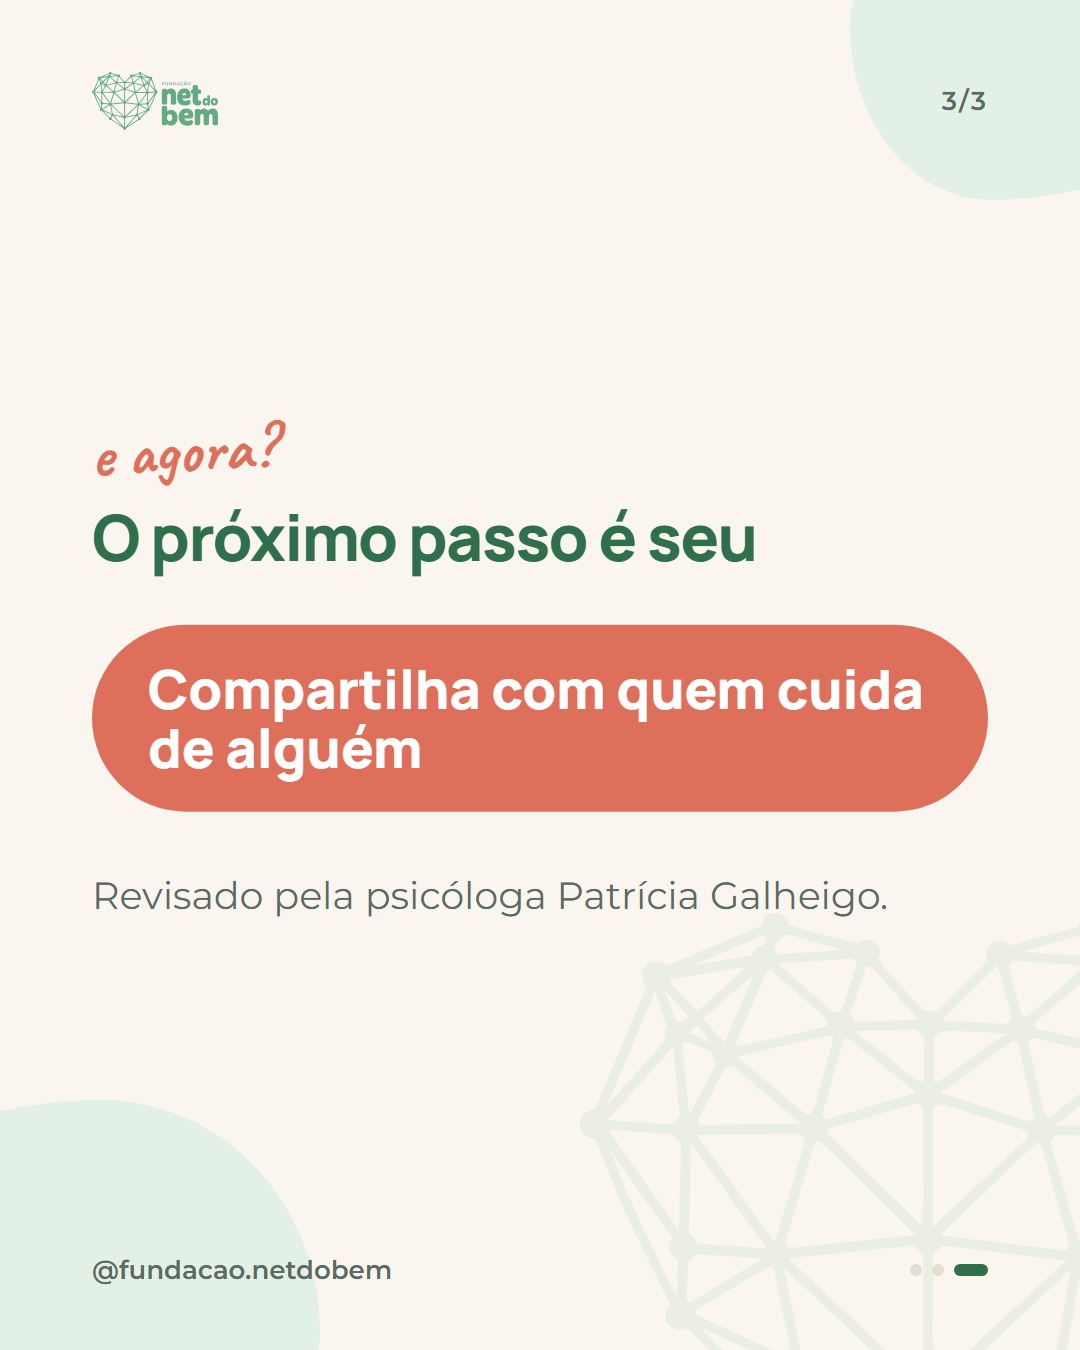 FUNDAÇÃO
net do
bem
3/3
e agora?
O próximo passo é seu
Compartilha com quem cuida
de alguém
Revisado pela psicóloga Patrícia Galheigo.
@fundacao.netdobem